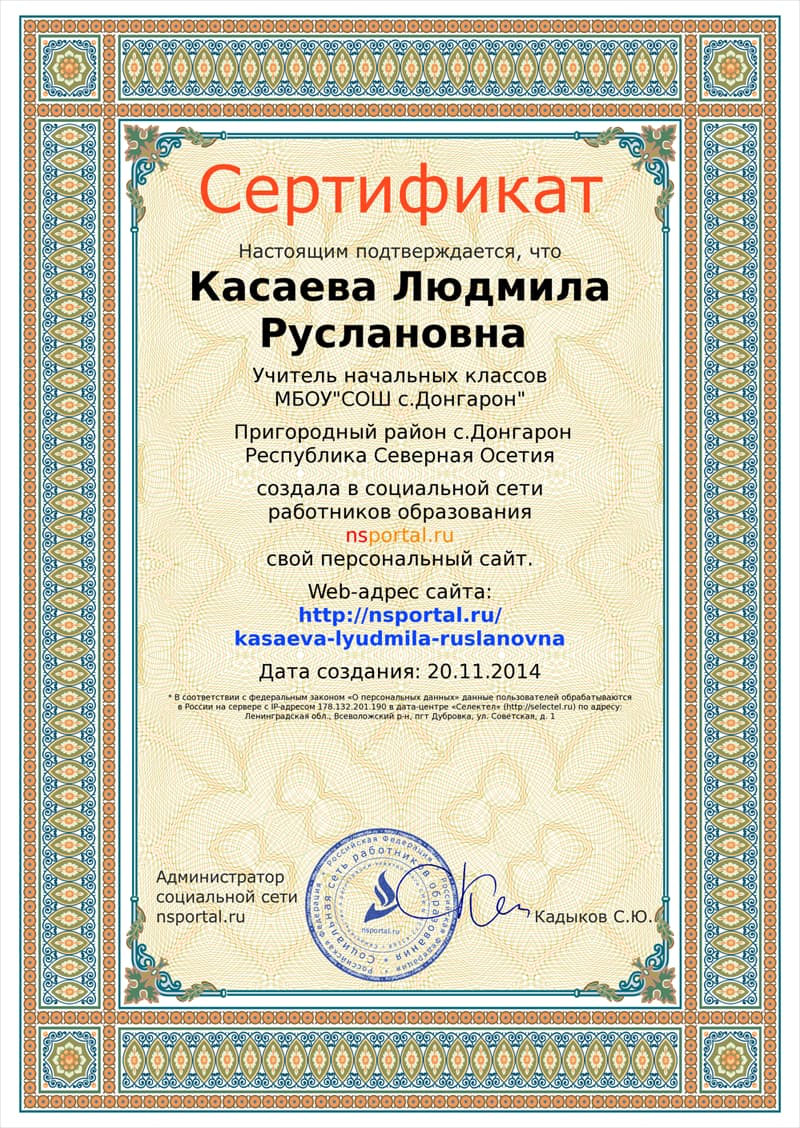 Сертификат
Настоящим подтверждается, что
Касаева Людмила
Руслановна
Учитель начальных классов
МБОУ"СОШ с.Донгарон"
Пригородный район с.Донгарон
Республика Северная Осетия
создала в социальной сети
работников образования
nsportal.ru
свой персональный сайт.
Web-адрес сайта:
http://nsportal.ru/
kasaeva-lyudmila-ruslanovna
Дата создания: 20.11.2014
* В соответствии с федеральным законом «О персональных данных» данные пользователей обрабатываются
в России на сервере с IP-адресом 178.132.201.190 в дата-центре «Селектел» (http://selectel.ru) по адресу:
Ленинградская обл., Всеволожский р-н, пгт Дубровка, ул. Советская, д. 1
Администратор
социальной сети
nsportal.ru
Российская Федерация * Российская Федерация * Российская Федерация
Социальная сеть работников образования *
nsportal.ru
Кадыков С.Ю.